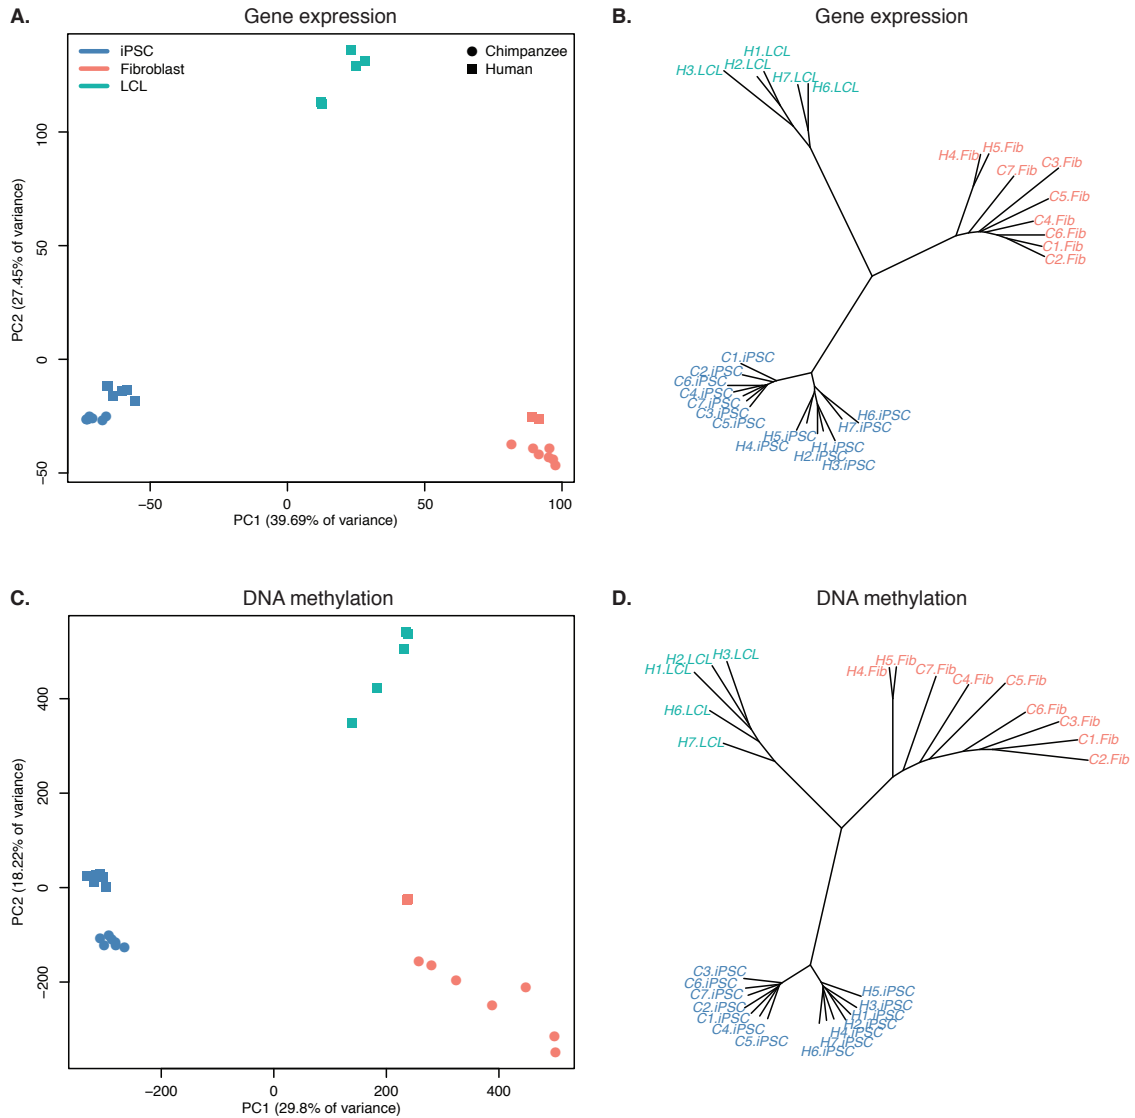 A.
Gene expression
iPSC
Fibroblast
LCL
Chimpanzee
Human
PC2 (27.45% of variance)
100
50
0
−50
−50
0
50
100
PC1 (39.69% of variance)
B.
Gene expression
H1.LCL
H2.LCL
H3.LCL
H7.LCL
H6.LCL
H4.Fib
H5.Fib
C3.Fib
C7.Fib
C5.Fib
C4.Fib
C6.Fib
C1.Fib
C2.Fib
C1.iPSC
C2.iPSC
C6.iPSC
C4.iPSC
C7.iPSC
C3.iPSC
C5.iPSC
H6.iPSC
H7.iPSC
H5.iPSC
H4.iPSC
H1.iPSC
H2.iPSC
H3.iPSC
C.
DNA methylation
PC2 (18.22% of variance)
400
200
0
−200
−200
0
200
400
PC1 (29.8% of variance)
D.
DNA methylation
H3.LCL
H2.LCL
H1.LCL
H6.LCL
H7.LCL
H5.Fib
H4.Fib
C7.Fib
C4.Fib
C5.Fib
C6.Fib
C3.Fib
C1.Fib
C2.Fib
C3.iPSC
C6.iPSC
C7.iPSC
C2.iPSC
C1.iPSC
C4.iPSC
C5.iPSC
H5.iPSC
H3.iPSC
H1.iPSC
H2.iPSC
H4.iPSC
H7.iPSC
H6.iPSC